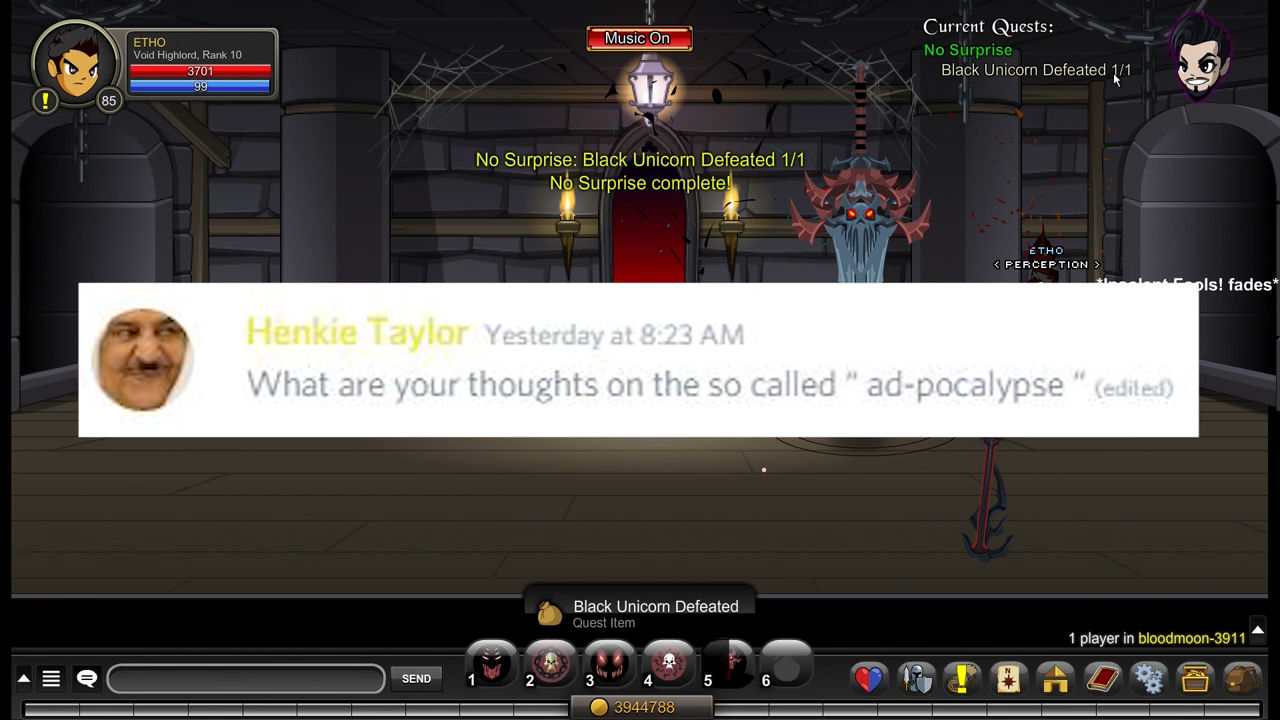 ETHO
Void Highlord, Rank 10
3701
99
!
85
Music On
Current Quests:
No Surprise
Black Unicorn Defeated 1/1
No Surprise: Black Unicorn Defeated 1/1
No Surprise complete!
ETHO
< PERCEPTION >
*Insolent Fools! fades*
Henkie Taylor Yesterday at 8:23 AM
What are your thoughts on the so called " ad-pocalypse " (edited)
Black Unicorn Defeated
Quest Item
1 player in bloodmoon-3911
SEND
1 2 3 4 5 6
3944788